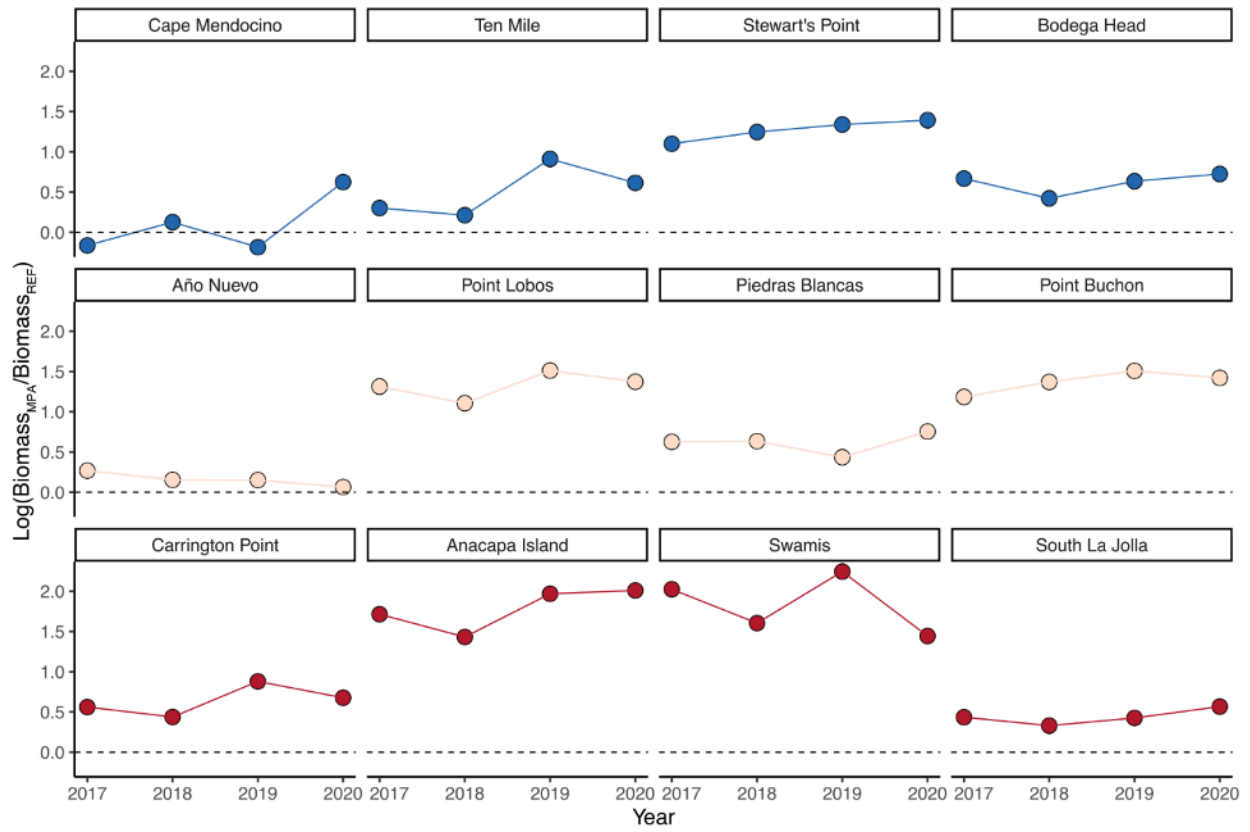 Cape Mendocino Ten Mile Stewart's Point Bodega Head
2.0
1.5
1.0
0.5
0.0
Año Nuevo Point Lobos Piedras Blancas Point Buchon
2.0
1.5
1.0
0.5
0.0
Log(Biomass_MPA/Biomass_REF)
Carrington Point Anacapa Island Swamis South La Jolla
2.0
1.5
1.0
0.5
0.0
2017 2018 2019 2020 2017 2018 2019 2020 2017 2018 2019 2020 2017 2018 2019 2020
Year